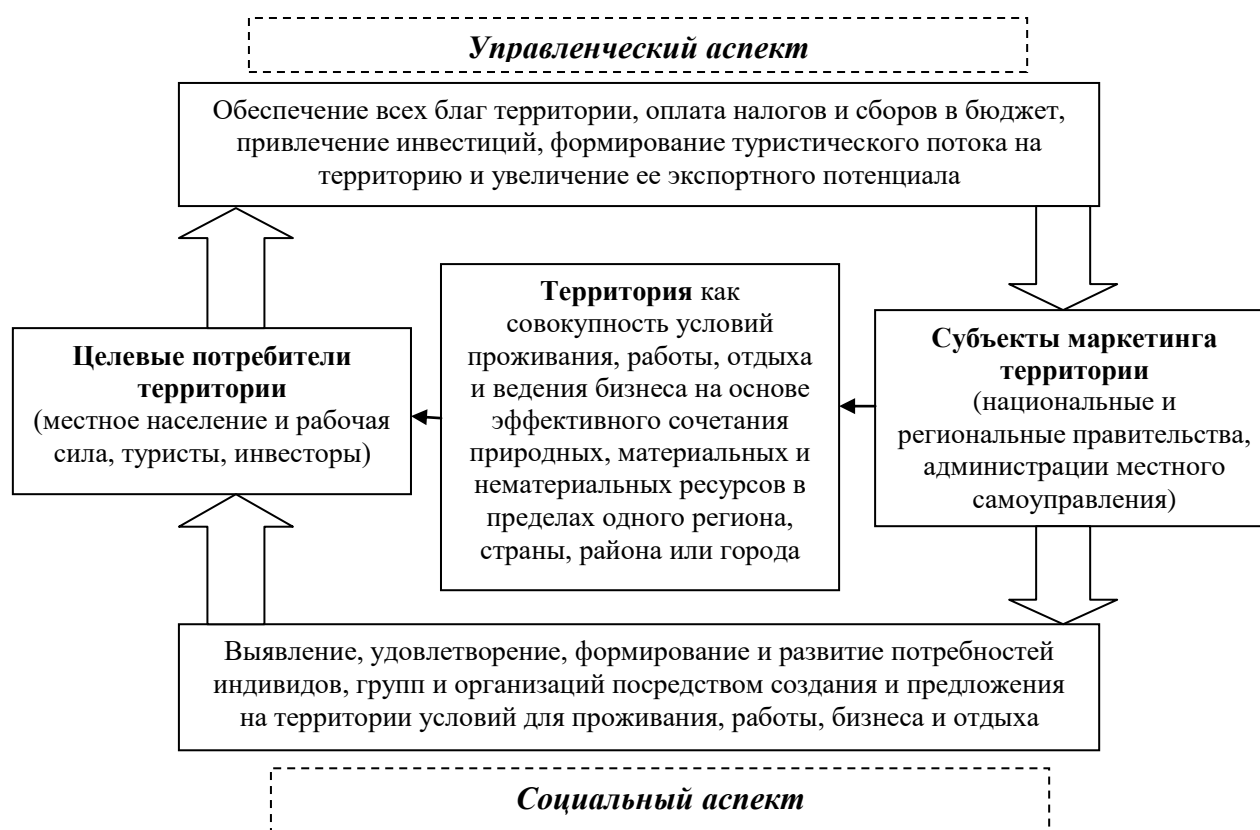 Управленческий аспект
Обеспечение всех благ территории, оплата налогов и сборов в бюджет,
привлечение инвестиций, формирование туристического потока на
территорию и увеличение ее экспортного потенциала
Целевые потребители
территории
(местное население и рабочая
сила, туристы, инвесторы)
Территория как
совокупность условий
проживания, работы, отдыха
и ведения бизнеса на основе
эффективного сочетания
природных, материальных и
нематериальных ресурсов в
пределах одного региона,
страны, района или города
Субъекты маркетинга
территории
(национальные и
региональные правительства,
администрации местного
самоуправления)
Выявление, удовлетворение, формирование и развитие потребностей
индивидов, групп и организаций посредством создания и предложения
на территории условий для проживания, работы, бизнеса и отдыха
Социальный аспект